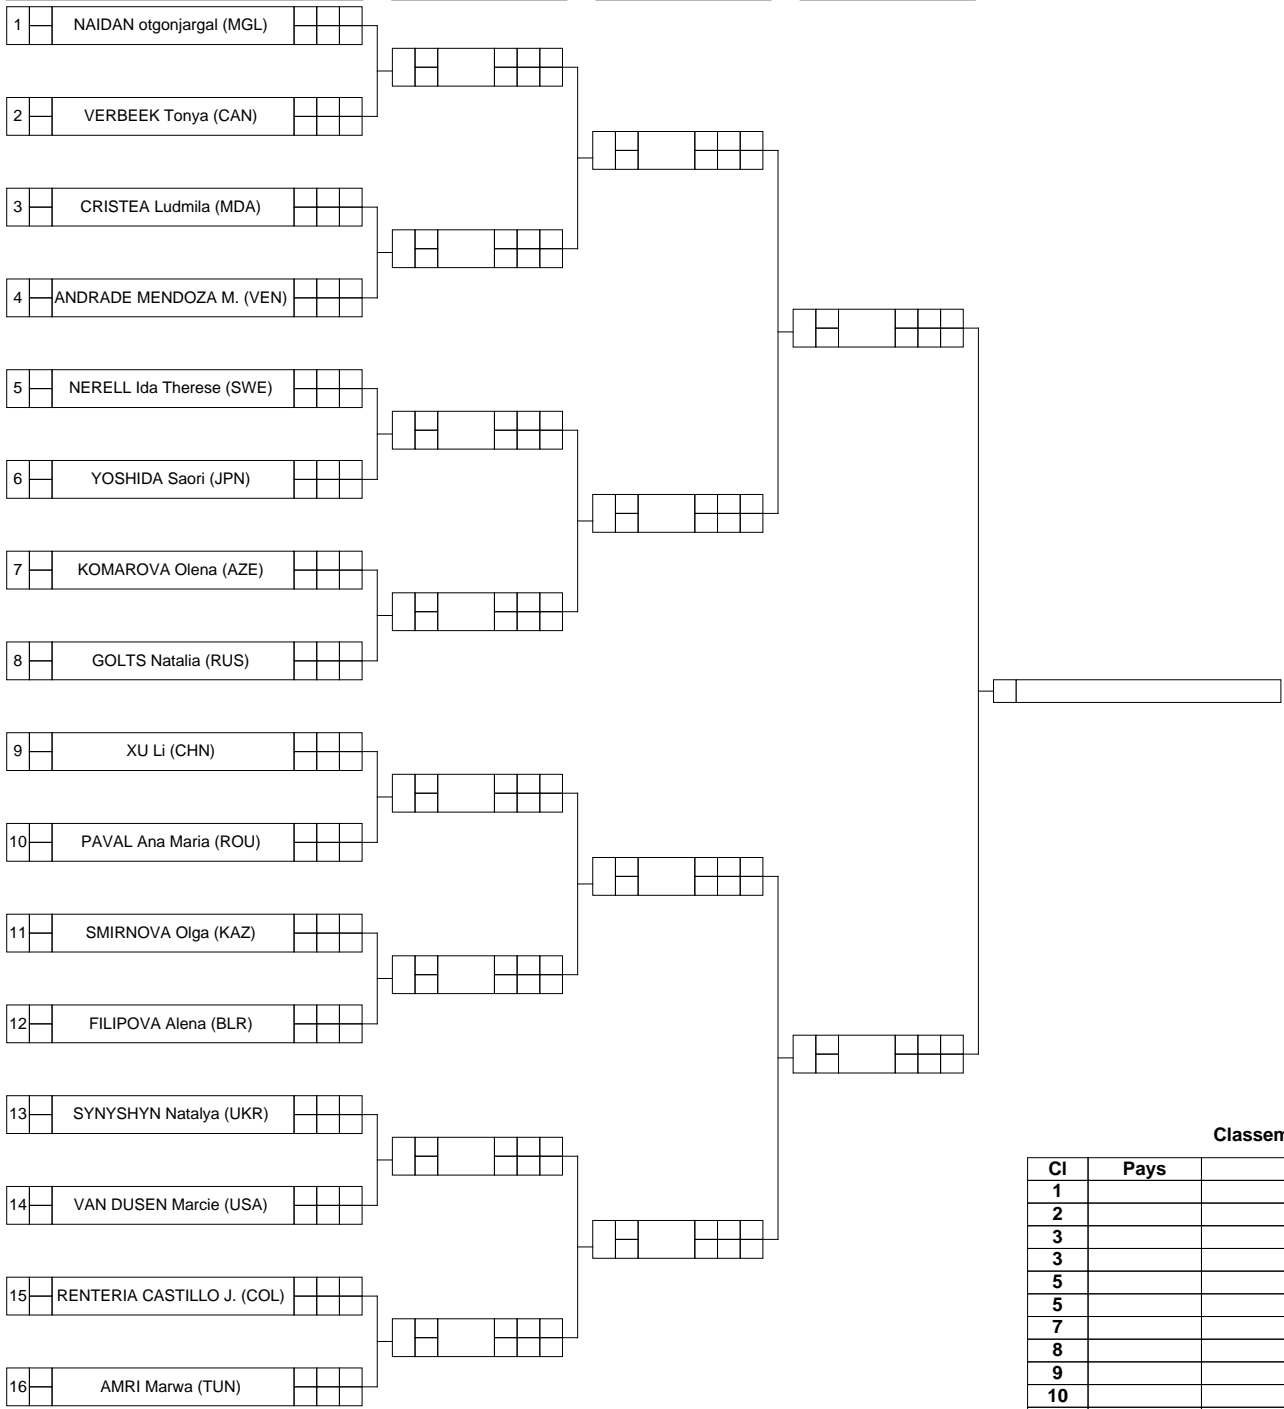 1 NAIDAN otgonjargal (MGL)
2 VERBEEK Tonya (CAN)
3 CRISTEA Ludmila (MDA)
4 ANDRADE MENDOZA M. (VEN)
5 NERELL Ida Therese (SWE)
6 YOSHIDA Saori (JPN)
7 KOMAROVA Olena (AZE)
8 GOLTS Natalia (RUS)
9 XU Li (CHN)
10 PAVAL Ana Maria (ROU)
11 SMIRNOVA Olga (KAZ)
12 FILIPOVA Alena (BLR)
13 SYNYSHYN Natalya (UKR)
14 VAN DUSEN Marcie (USA)
15 RENTERIA CASTILLO J. (COL)
16 AMRI Marwa (TUN)
Classem
Cl Pays
1
2
3
3
5
5
7
8
9
10